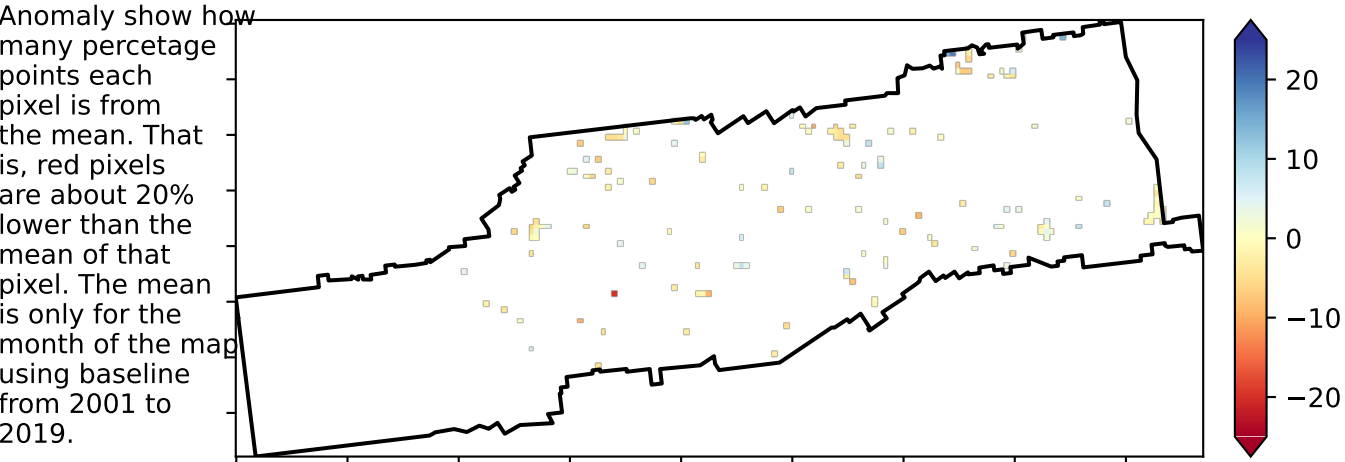 Anomaly show how
many percetage
points each
pixel is from
the mean. That
is, red pixels
are about 20%
lower than the
mean of that
pixel. The mean
is only for the
month of the map
using baseline
from 2001 to
2019.
20
10
0
−10
−20